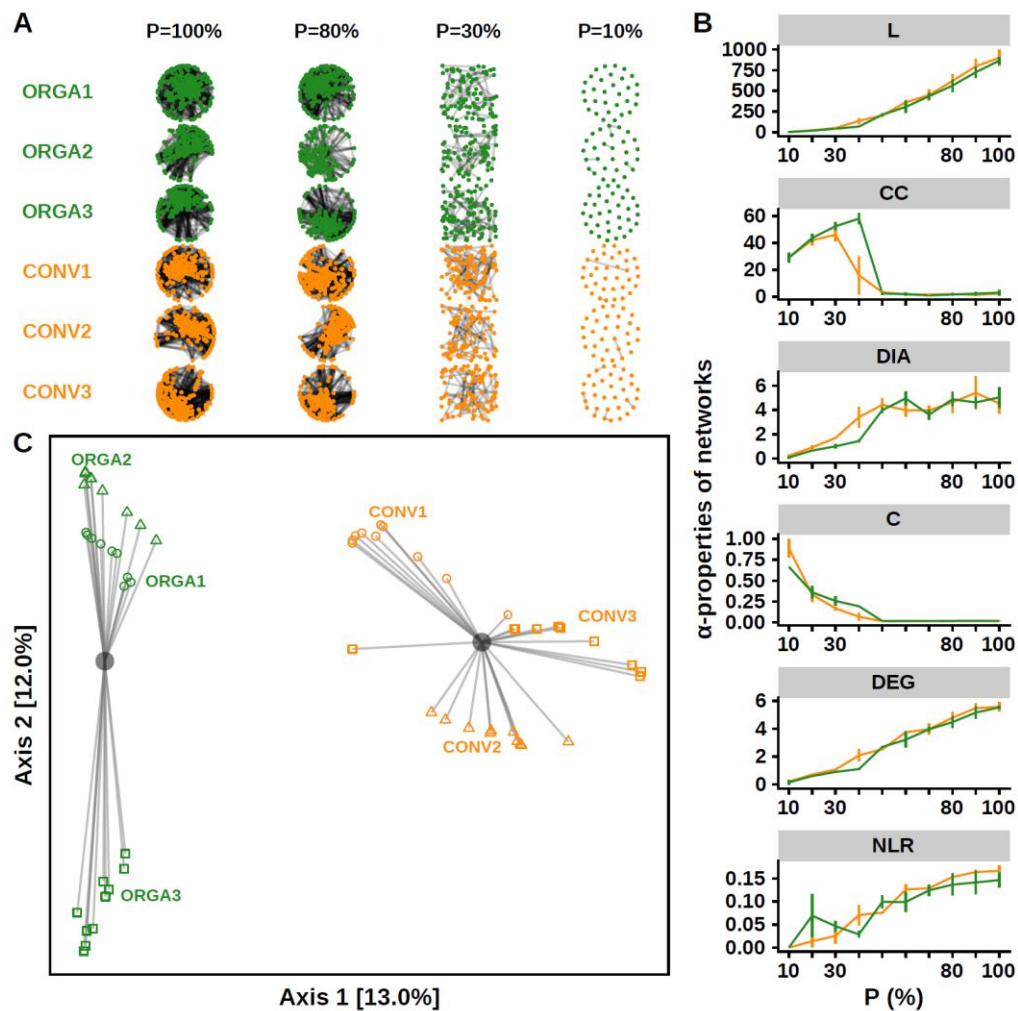 A
P=100%
P=80%
P=30%
P=10%
ORGA1
ORGA2
ORGA3
CONV1
CONV2
CONV3
B
α-properties of networks
L
1000
750
500
250
0
10
30
80
100
CC
60
40
20
0
10
30
80
100
DIA
6
4
2
0
10
30
80
100
C
1.00
0.75
0.50
0.25
0.00
10
30
80
100
DEG
6
4
2
0
10
30
80
100
NLR
0.15
0.10
0.05
0.00
10
30
80
100
P (%)
C
Axis 2 [12.0%]
ORGA2
ORGA1
ORGA3
CONV1
CONV3
CONV2
Axis 1 [13.0%]